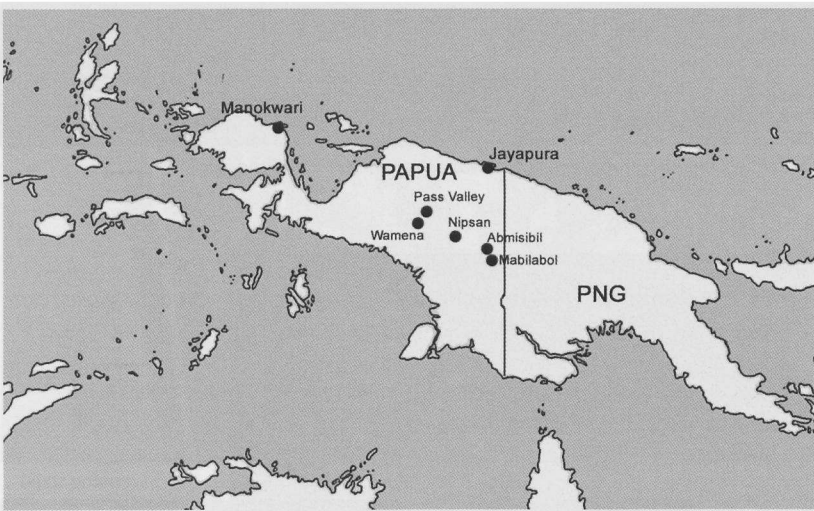 Manokwari
Jayapura
PAPUA
Pass Valley
Wamena
Nipsan
Abmisibil
Mabilabol
PNG